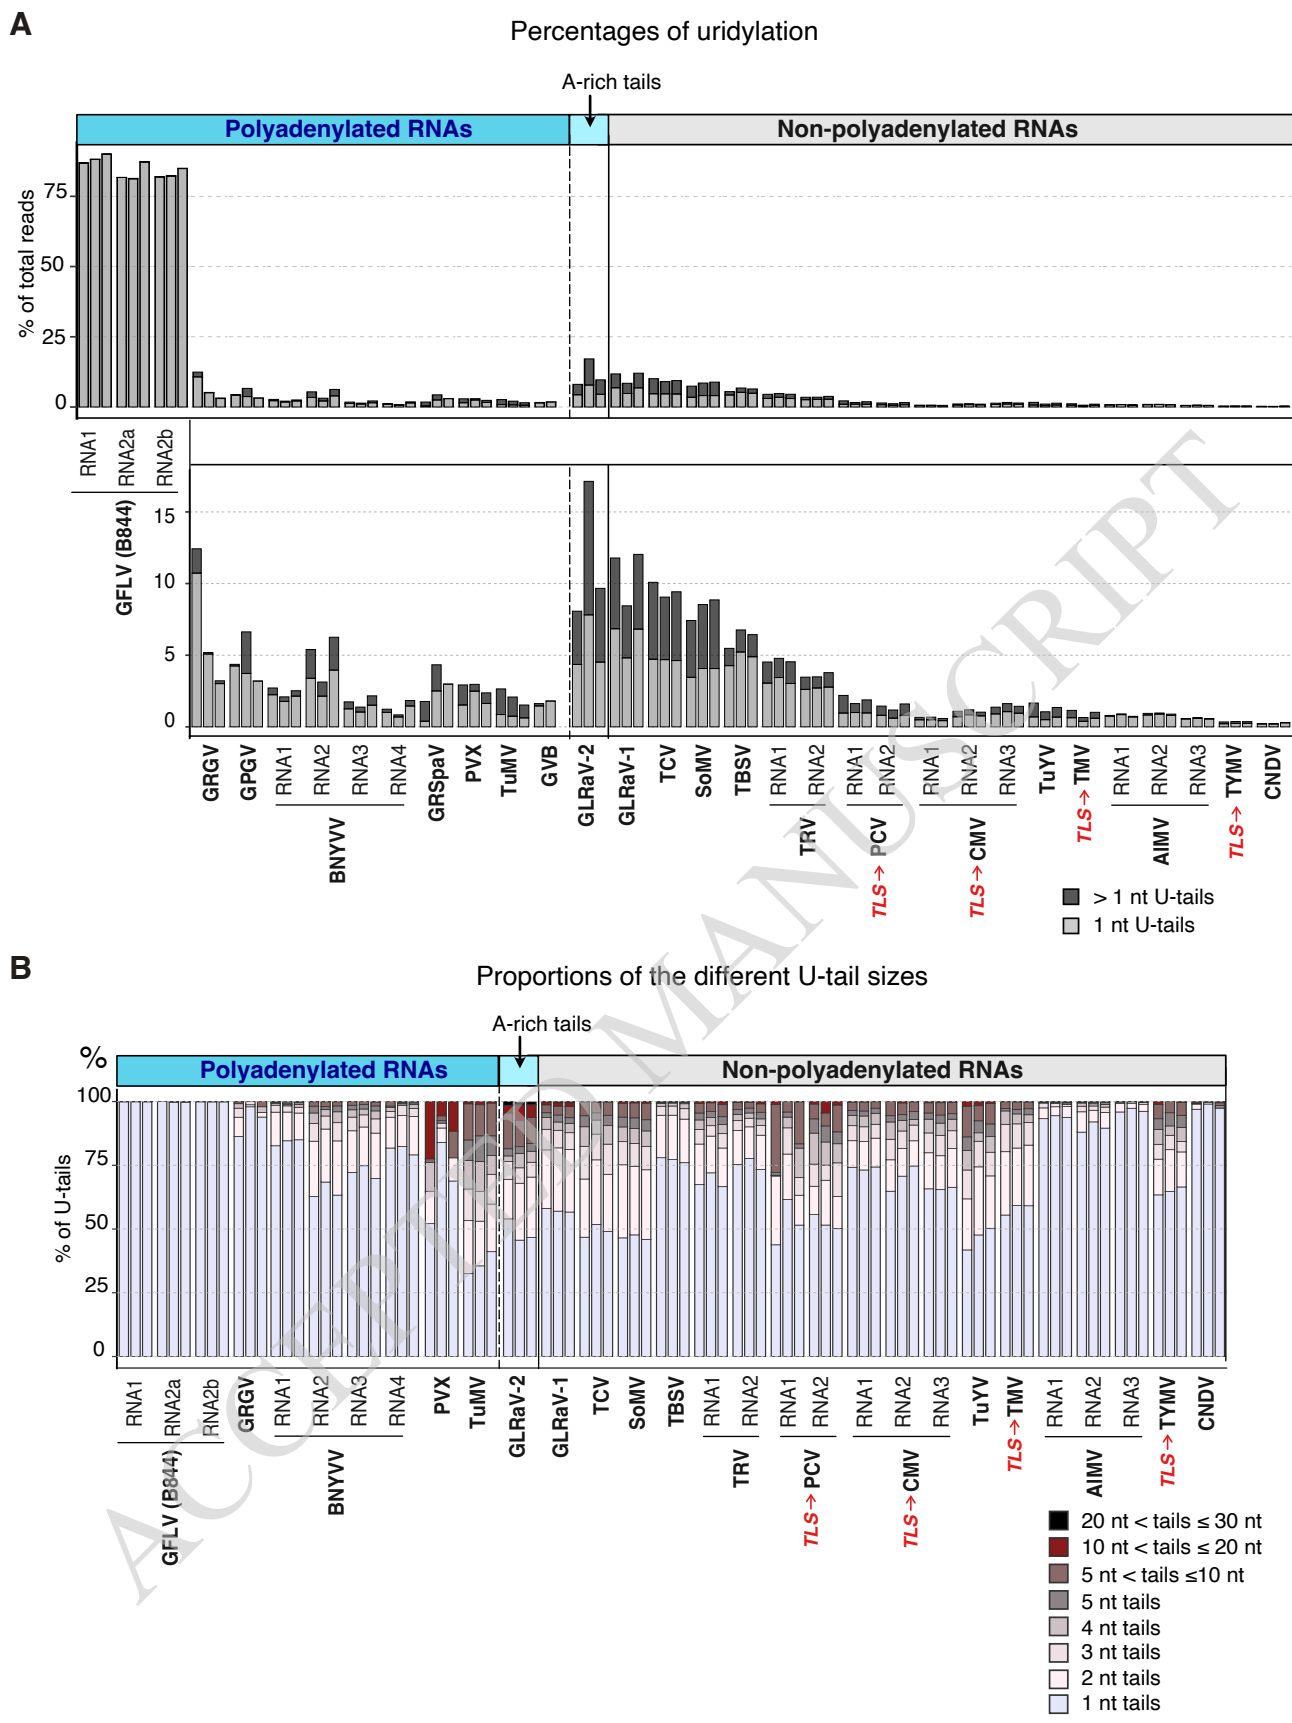 A
Percentages of uridylation
A-rich tails
Polyadenylated RNAs
Non-polyadenylated RNAs
% of total reads
75
50
25
0
RNA1
RNA2a
RNA2b
GFLV (B844)
15
10
5
0
GRGV
GPGV
RNA1
RNA2
RNA3
RNA4
BNYVV
GRSpaV
PVX
TuMV
GVB
GLRaV-2
GLRaV-1
TCV
SoMV
TBSV
RNA1
RNA2
TRV
RNA1
RNA2
TLS→PCV
RNA1
RNA2
RNA3
TLS→CMV
TuYV
TLS→TMV
RNA1
RNA2
RNA3
AlMV
TLS→TYMV
CNDV
> 1 nt U-tails
1 nt U-tails
B
Proportions of the different U-tail sizes
A-rich tails
%
Polyadenylated RNAs
Non-polyadenylated RNAs
% of U-tails
100
75
50
25
0
RNA1
RNA2a
RNA2b
GFLV (B844)
GRGV
RNA1
RNA2
RNA3
RNA4
BNYVV
PVX
TuMV
GLRaV-2
GLRaV-1
TCV
SoMV
TBSV
RNA1
RNA2
TRV
RNA1
RNA2
TLS→PCV
RNA1
RNA2
RNA3
TLS→CMV
TuYV
TLS→TMV
RNA1
RNA2
RNA3
AlMV
TLS→TYMV
CNDV
20 nt < tails ≤ 30 nt
10 nt < tails ≤ 20 nt
5 nt < tails ≤10 nt
5 nt tails
4 nt tails
3 nt tails
2 nt tails
1 nt tails
ACCEPTED MANUSCRIPT